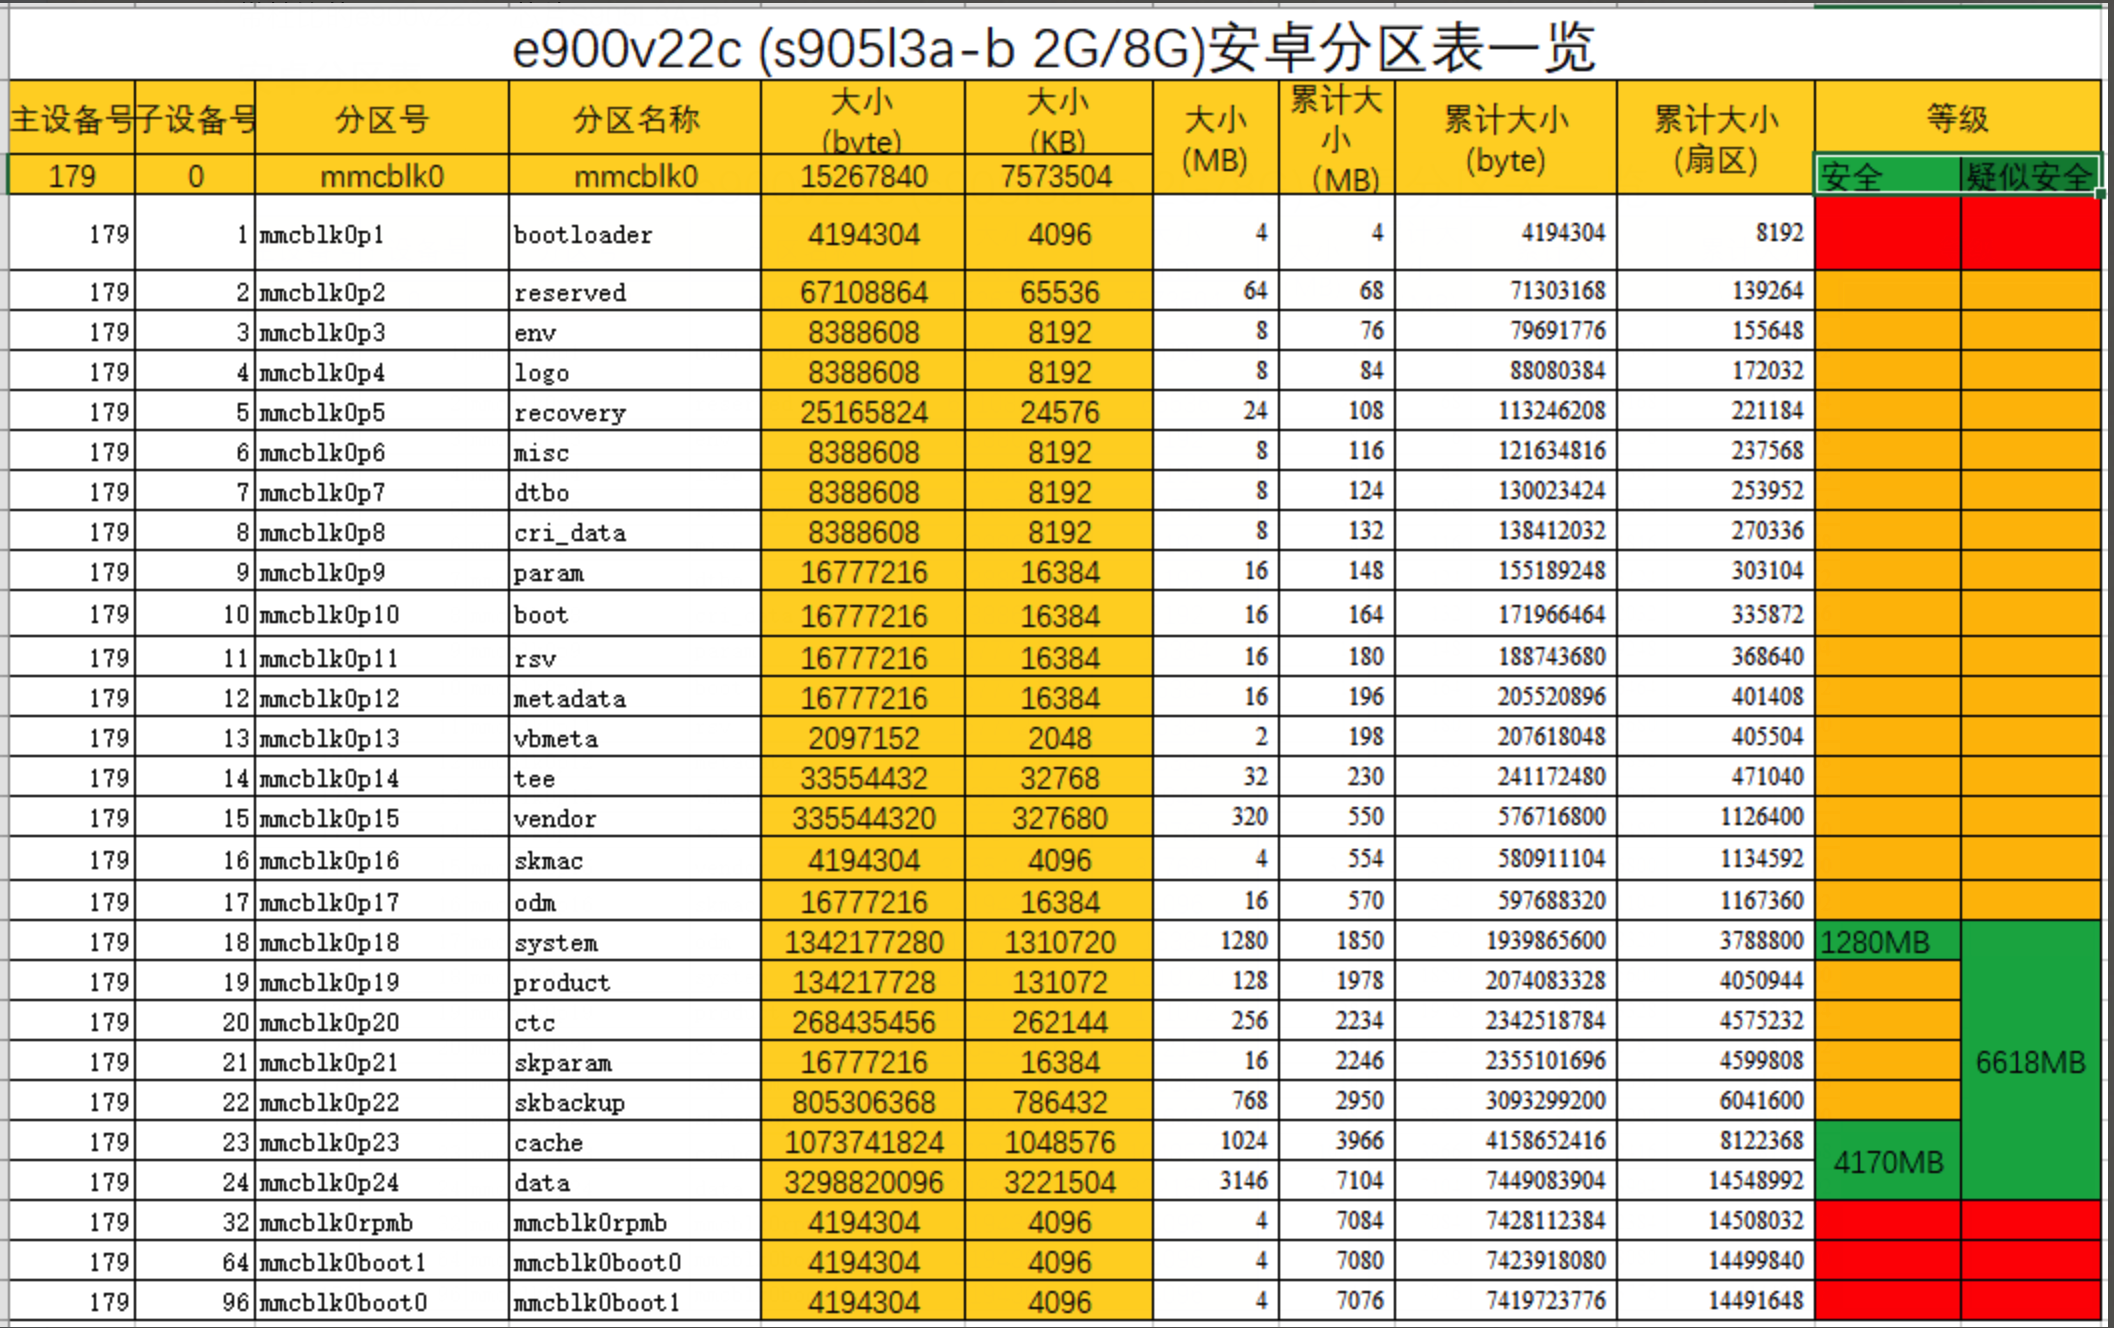 e900v22c (s905l3a-b 2G/8G)安卓分区表一览
主设备号 子设备号 分区号 分区名称 大小 (byte) 大小 (KB) 大小 (MB) 累计大小 (MB) 累计大小 (byte) 累计大小 (扇区) 等级
179 0 mmcblk0 mmcblk0 15267840 7573504 安全 疑似安全
179 1 mmcblk0p1 bootloader 4194304 4096 4 4 4194304 8192
179 2 mmcblk0p2 reserved 67108864 65536 64 68 71303168 139264
179 3 mmcblk0p3 env 8388608 8192 8 76 79691776 155648
179 4 mmcblk0p4 logo 8388608 8192 8 84 88080384 172032
179 5 mmcblk0p5 recovery 25165824 24576 24 108 113246208 221184
179 6 mmcblk0p6 misc 8388608 8192 8 116 121634816 237568
179 7 mmcblk0p7 dtbo 8388608 8192 8 124 130023424 253952
179 8 mmcblk0p8 cri_data 8388608 8192 8 132 138412032 270336
179 9 mmcblk0p9 param 16777216 16384 16 148 155189248 303104
179 10 mmcblk0p10 boot 16777216 16384 16 164 171966464 335872
179 11 mmcblk0p11 rsv 16777216 16384 16 180 188743680 368640
179 12 mmcblk0p12 metadata 16777216 16384 16 196 205520896 401408
179 13 mmcblk0p13 vbmeta 2097152 2048 2 198 207618048 405504
179 14 mmcblk0p14 tee 33554432 32768 32 230 241172480 471040
179 15 mmcblk0p15 vendor 335544320 327680 320 550 576716800 1126400
179 16 mmcblk0p16 skmac 4194304 4096 4 554 580911104 1134592
179 17 mmcblk0p17 odm 16777216 16384 16 570 597688320 1167360
179 18 mmcblk0p18 system 1342177280 1310720 1280 1850 1939865600 3788800 1280MB
179 19 mmcblk0p19 product 134217728 131072 128 1978 2074083328 4050944
179 20 mmcblk0p20 ctc 268435456 262144 256 2234 2342518784 4575232
179 21 mmcblk0p21 skparam 16777216 16384 16 2246 2355101696 4599808 6618MB
179 22 mmcblk0p22 skbackup 805306368 786432 768 2950 3093299200 6041600
179 23 mmcblk0p23 cache 1073741824 1048576 1024 3966 4158652416 8122368 4170MB
179 24 mmcblk0p24 data 3298820096 3221504 3146 7104 7449083904 14548992
179 32 mmcblk0rpmb mmcblk0rpmb 4194304 4096 4 7084 7428112384 14508032
179 64 mmcblk0boot1 mmcblk0boot0 4194304 4096 4 7080 7423918080 14499840
179 96 mmcblk0boot0 mmcblk0boot1 4194304 4096 4 7076 7419723776 14491648